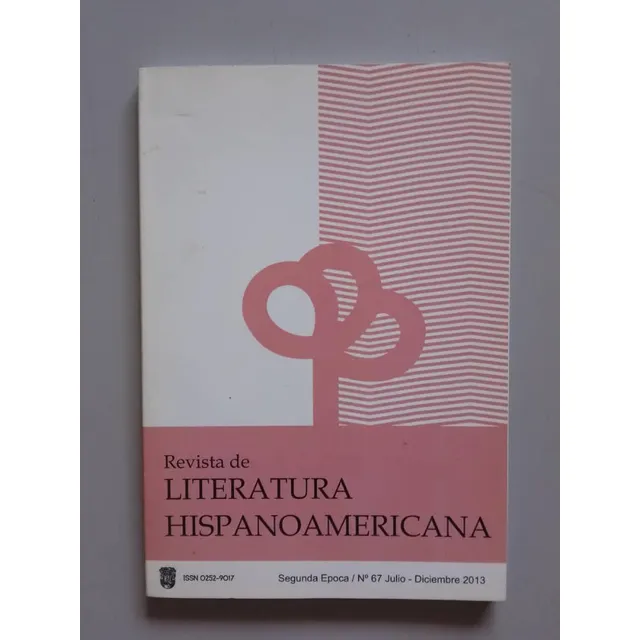 Revista de
LITERATURA
HISPANOAMERICANA
ISSN 0252-9017
Segunda Epoca / Nº 67 Julio - Diciembre 2013